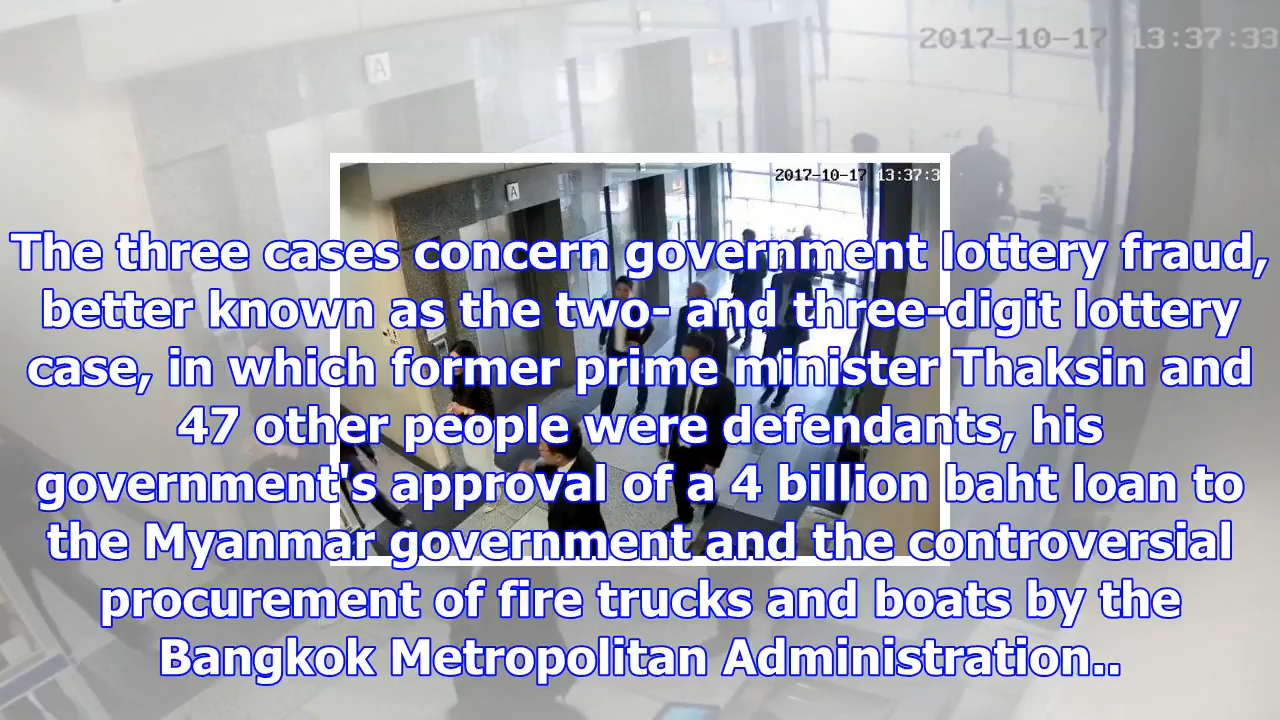 2017-10-17 13:37:33
A
2017-10-17 13:37:3
A
The three cases concern government lottery fraud,
better known as the two- and three-digit lottery
case, in which former prime minister Thaksin and
47 other people were defendants, his
government's approval of a 4 billion baht loan to
the Myanmar government and the controversial
procurement of fire trucks and boats by the
Bangkok Metropolitan Administration..